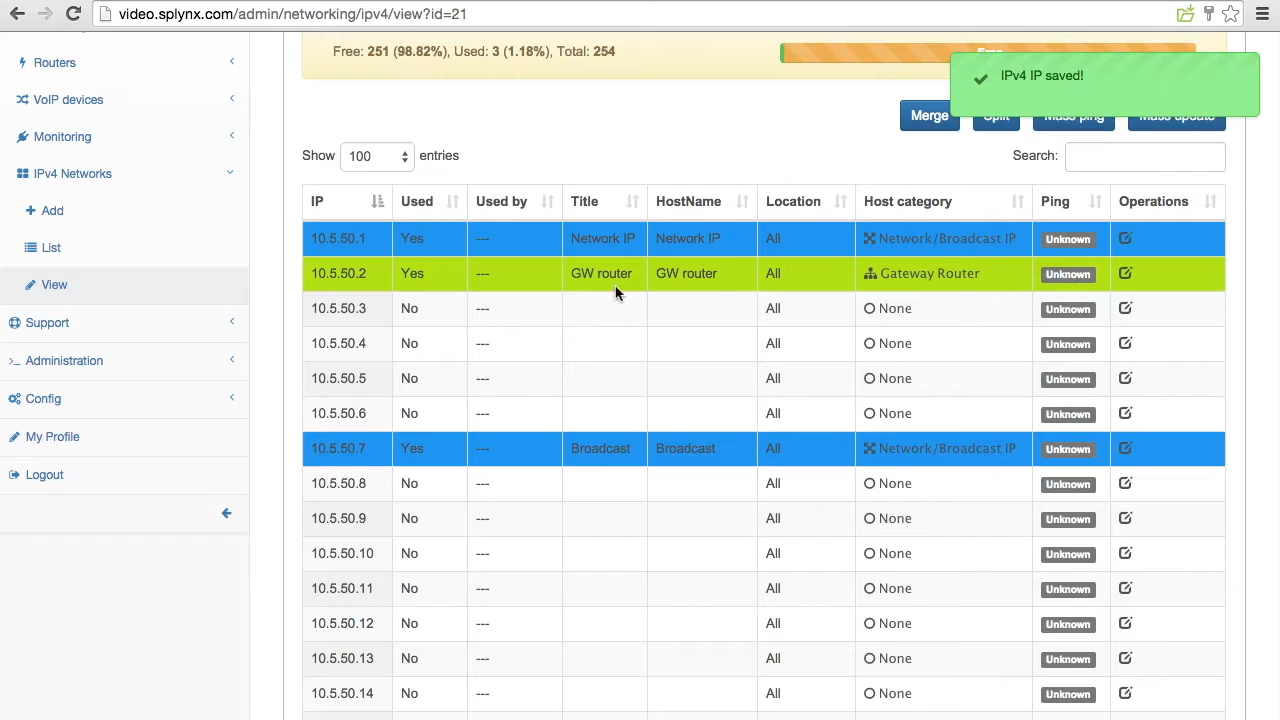 video.splynx.com/admin/networking/ipv4/view?id=21
Routers
VoIP devices
Monitoring
IPv4 Networks
Add
List
View
Support
Administration
Config
My Profile
Logout
Free: 251 (98.82%), Used: 3 (1.18%), Total: 254
Free
IPv4 IP saved!
Merge Split Mass ping Mass update
Show 100 entries Search:
IP Used Used by Title HostName Location Host category Ping Operations
10.5.50.1 Yes --- Network IP Network IP All Network/Broadcast IP Unknown
10.5.50.2 Yes --- GW router GW router All Gateway Router Unknown
10.5.50.3 No --- All None Unknown
10.5.50.4 No --- All None Unknown
10.5.50.5 No --- All None Unknown
10.5.50.6 No --- All None Unknown
10.5.50.7 Yes --- Broadcast Broadcast All Network/Broadcast IP Unknown
10.5.50.8 No --- All None Unknown
10.5.50.9 No --- All None Unknown
10.5.50.10 No --- All None Unknown
10.5.50.11 No --- All None Unknown
10.5.50.12 No --- All None Unknown
10.5.50.13 No --- All None Unknown
10.5.50.14 No --- All None Unknown